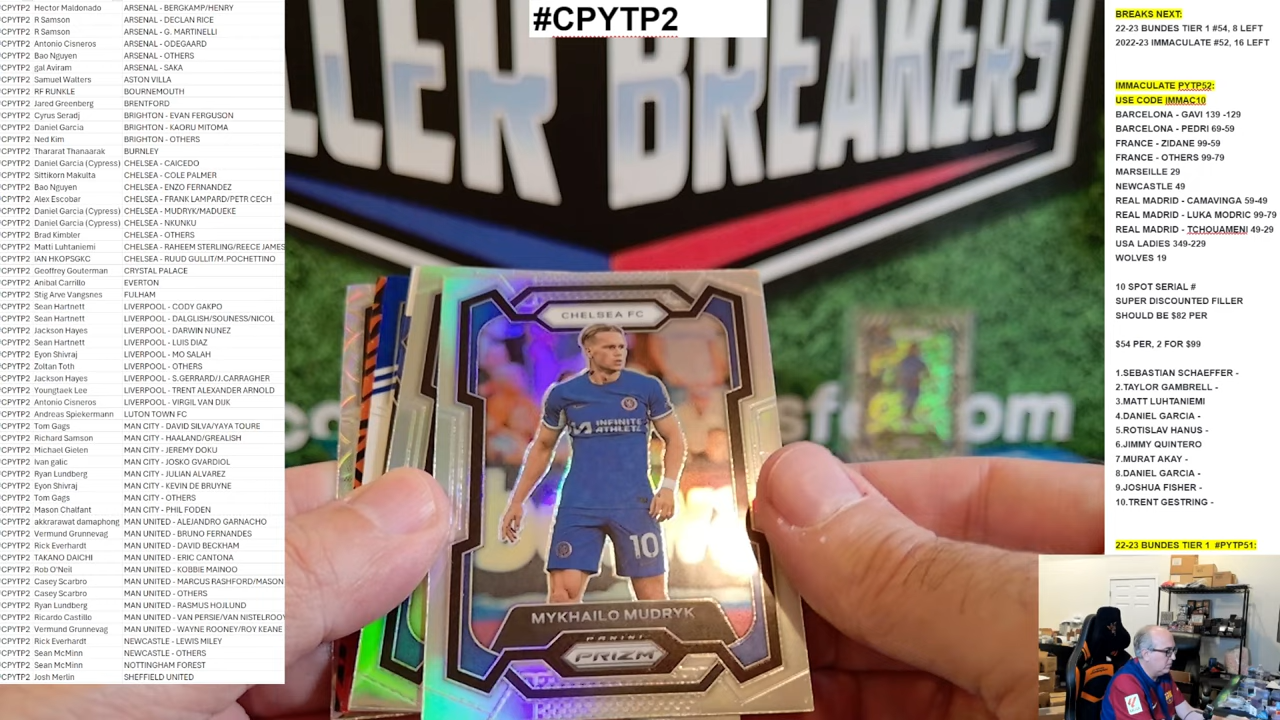 #CPYTP2
#CPYTP2 Hector Maldonado ARSENAL - BERGKAMP/HENRY
#CPYTP2 R Samson ARSENAL - DECLAN RICE
#CPYTP2 R Samson ARSENAL - G. MARTINELLI
#CPYTP2 Antonio Cisneros ARSENAL - ODEGAARD
#CPYTP2 Bao Nguyen ARSENAL - OTHERS
#CPYTP2 gal Aviram ARSENAL - SAKA
#CPYTP2 Samuel Walters ASTON VILLA
#CPYTP2 RF RUNKLE BOURNEMOUTH
#CPYTP2 Jared Greenberg BRENTFORD
#CPYTP2 Cyrus Seradj BRIGHTON - EVAN FERGUSON
#CPYTP2 Daniel Garcia BRIGHTON - KAORU MITOMA
#CPYTP2 Ned Kim BRIGHTON - OTHERS
#CPYTP2 Thararat Thanaarak BURNLEY
#CPYTP2 Daniel Garcia (Cypress) CHELSEA - CAICEDO
#CPYTP2 Sittikorn Makulta CHELSEA - COLE PALMER
#CPYTP2 Bao Nguyen CHELSEA - ENZO FERNANDEZ
#CPYTP2 Alex Escobar CHELSEA - FRANK LAMPARD/PETR CECH
#CPYTP2 Daniel Garcia (Cypress) CHELSEA - MUDRYK/MADUEKE
#CPYTP2 Daniel Garcia (Cypress) CHELSEA - NKUNKU
#CPYTP2 Brad Kimbler CHELSEA - OTHERS
#CPYTP2 Matti Luhtaniemi CHELSEA - RAHEEM STERLING/REECE JAMES
#CPYTP2 IAN HKOPSGKC CHELSEA - RUUD GULLIT/M.POCHETTINO
#CPYTP2 Geoffrey Gouterman CRYSTAL PALACE
#CPYTP2 Anibal Carrillo EVERTON
#CPYTP2 Stig Arve Vangsnes FULHAM
#CPYTP2 Sean Hartnett LIVERPOOL - CODY GAKPO
#CPYTP2 Sean Hartnett LIVERPOOL - DALGLISH/SOUNESS/NICOL
#CPYTP2 Jackson Hayes LIVERPOOL - DARWIN NUNEZ
#CPYTP2 Sean Hartnett LIVERPOOL - LUIS DIAZ
#CPYTP2 Eyon Shivraj LIVERPOOL - MO SALAH
#CPYTP2 Zoltan Toth LIVERPOOL - OTHERS
#CPYTP2 Jackson Hayes LIVERPOOL - S.GERRARD/J.CARRAGHER
#CPYTP2 Youngtaek Lee LIVERPOOL - TRENT ALEXANDER ARNOLD
#CPYTP2 Antonio Cisneros LIVERPOOL - VIRGIL VAN DIJK
#CPYTP2 Andreas Spiekermann LUTON TOWN FC
#CPYTP2 Tom Gags MAN CITY - DAVID SILVA/YAYA TOURE
#CPYTP2 Richard Samson MAN CITY - HAALAND/GREALISH
#CPYTP2 Michael Gielen MAN CITY - JEREMY DOKU
#CPYTP2 Ivan galic MAN CITY - JOSKO GVARDIOL
#CPYTP2 Ryan Lundberg MAN CITY - JULIAN ALVAREZ
#CPYTP2 Eyon Shivraj MAN CITY - KEVIN DE BRUYNE
#CPYTP2 Tom Gags MAN CITY - OTHERS
#CPYTP2 Mason Chalfant MAN CITY - PHIL FODEN
#CPYTP2 akkrarawat damaphong MAN UNITED - ALEJANDRO GARNACHO
#CPYTP2 Vermund Grunnevag MAN UNITED - BRUNO FERNANDES
#CPYTP2 Rick Everhardt MAN UNITED - DAVID BECKHAM
#CPYTP2 TAKANO DAICHI MAN UNITED - ERIC CANTONA
#CPYTP2 Rob O'Neil MAN UNITED - KOBBIE MAINOO
#CPYTP2 Casey Scarbro MAN UNITED - MARCUS RASHFORD/MASON
#CPYTP2 Casey Scarbro MAN UNITED - OTHERS
#CPYTP2 Ryan Lundberg MAN UNITED - RASMUS HOJLUND
#CPYTP2 Ricardo Castillo MAN UNITED - VAN PERSIE/VAN NISTELROOY
#CPYTP2 Vermund Grunnevag MAN UNITED - WAYNE ROONEY/ROY KEANE
#CPYTP2 Rick Everhardt NEWCASTLE - LEWIS MILEY
#CPYTP2 Sean McMinn NEWCASTLE - OTHERS
#CPYTP2 Sean McMinn NOTTINGHAM FOREST
#CPYTP2 Josh Merlin SHEFFIELD UNITED
LLER BREAKERS
CHELSEA FC
INFINITE
ATHLETE
10
MYKHAILO MUDRYK
PANINI
PRIZM
BREAKS NEXT:
22-23 BUNDES TIER 1 #54, 8 LEFT
2022-23 IMMACULATE #52, 16 LEFT
IMMACULATE PYTP52:
USE CODE IMMAC10
BARCELONA - GAVI 139 -129
BARCELONA - PEDRI 69-59
FRANCE - ZIDANE 99-59
FRANCE - OTHERS 99-79
MARSEILLE 29
NEWCASTLE 49
REAL MADRID - CAMAVINGA 59-49
REAL MADRID - LUKA MODRIC 99-79
REAL MADRID - TCHOUAMENI 49-29
USA LADIES 349-229
WOLVES 19
10 SPOT SERIAL #
SUPER DISCOUNTED FILLER
SHOULD BE $82 PER
$54 PER, 2 FOR $99
1.SEBASTIAN SCHAEFFER -
2.TAYLOR GAMBRELL -
3.MATT LUHTANIEMI
4.DANIEL GARCIA -
5.ROTISLAV HANUS -
6.JIMMY QUINTERO
7.MURAT AKAY -
8.DANIEL GARCIA -
9.JOSHUA FISHER -
10.TRENT GESTRING -
22-23 BUNDES TIER 1 #PYTP51: